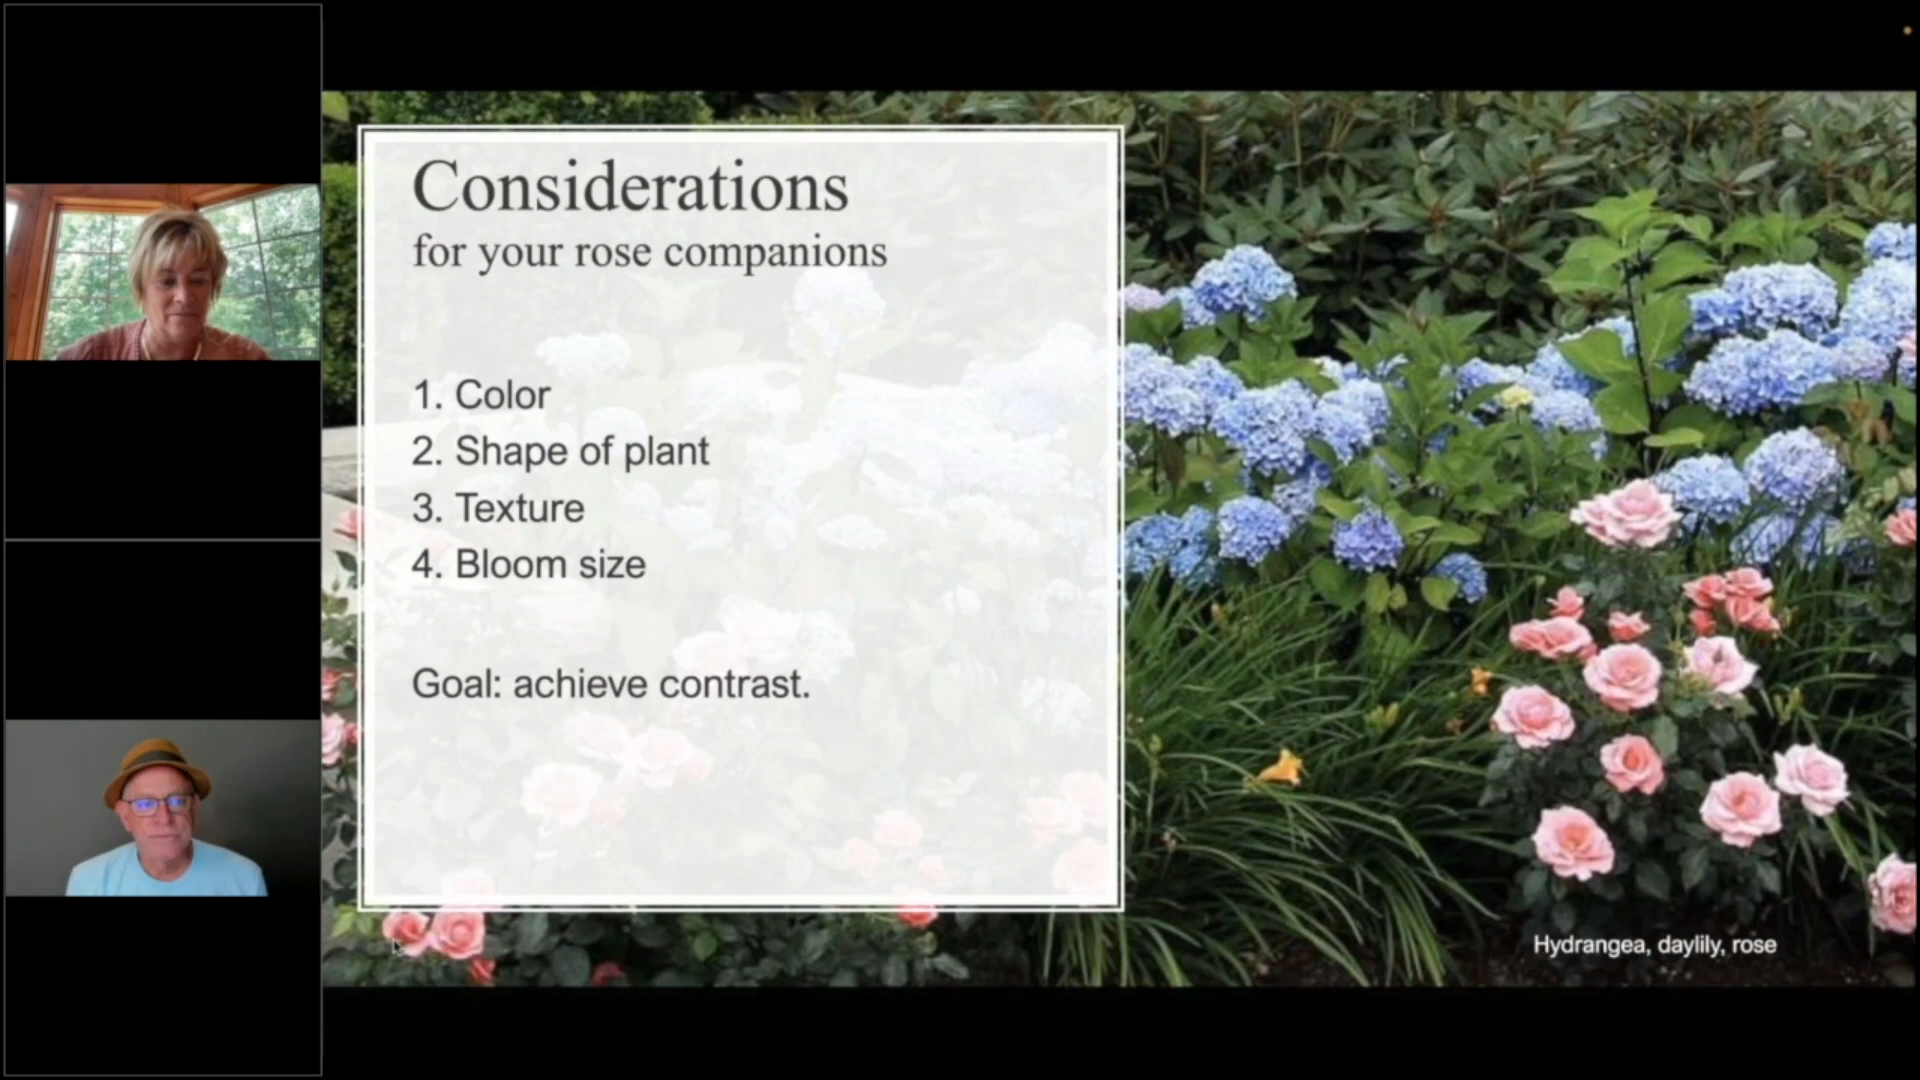 Considerations
for your rose companions
1. Color
2. Shape of plant
3. Texture
4. Bloom size
Goal: achieve contrast.
Hydrangea, daylily, rose